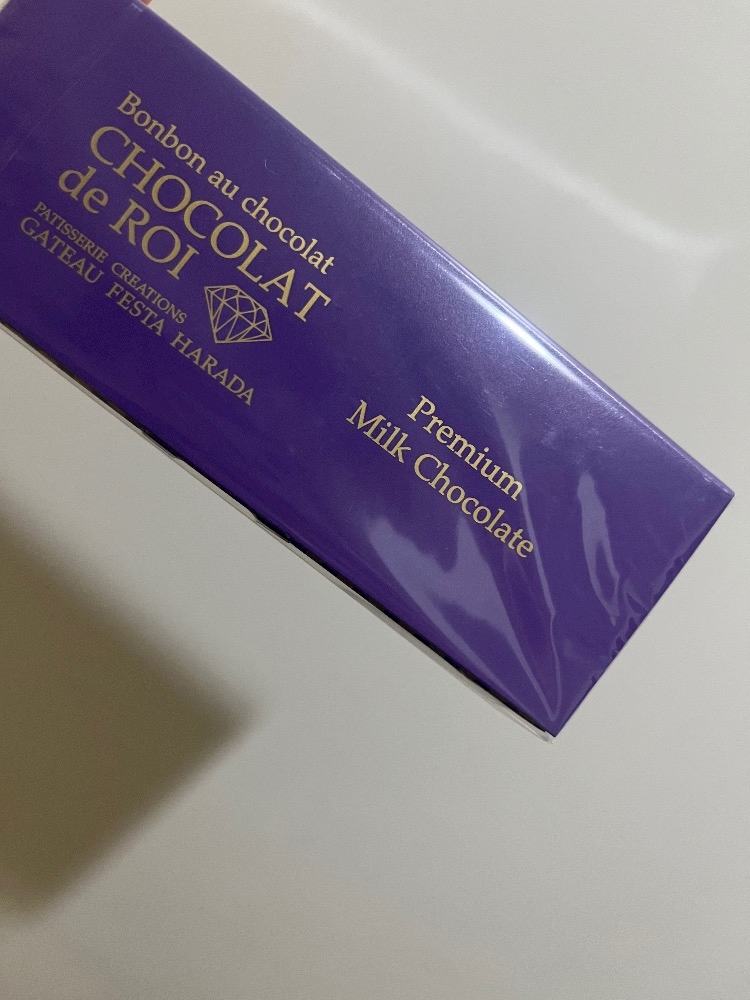 Bonbon au chocolat
CHOCOLAT
de ROI
PATISSERIE CREATIONS
GATEAU FESTA HARADA
Premium
Milk Chocolate